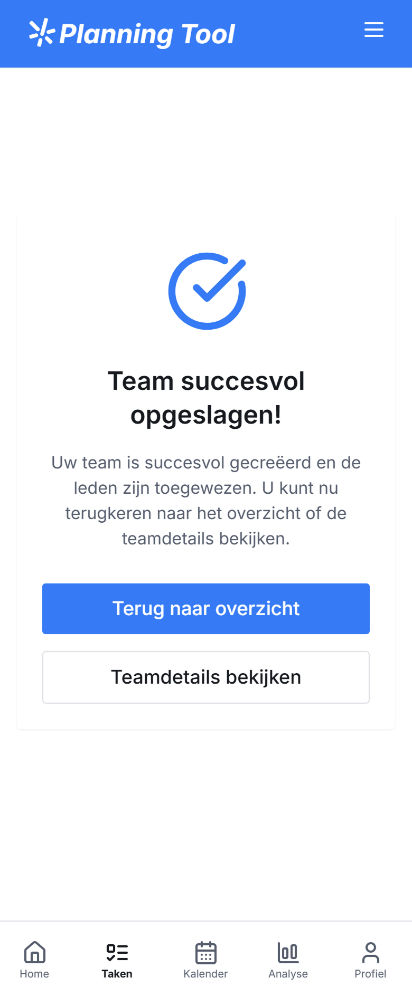 Planning Tool
Team succesvol
opgeslagen!
Uw team is succesvol gecreëerd en de
leden zijn toegewezen. U kunt nu
terugkeren naar het overzicht of de
teamdetails bekijken.
Terug naar overzicht
Teamdetails bekijken
Home
Taken
Kalender
Analyse
Profiel